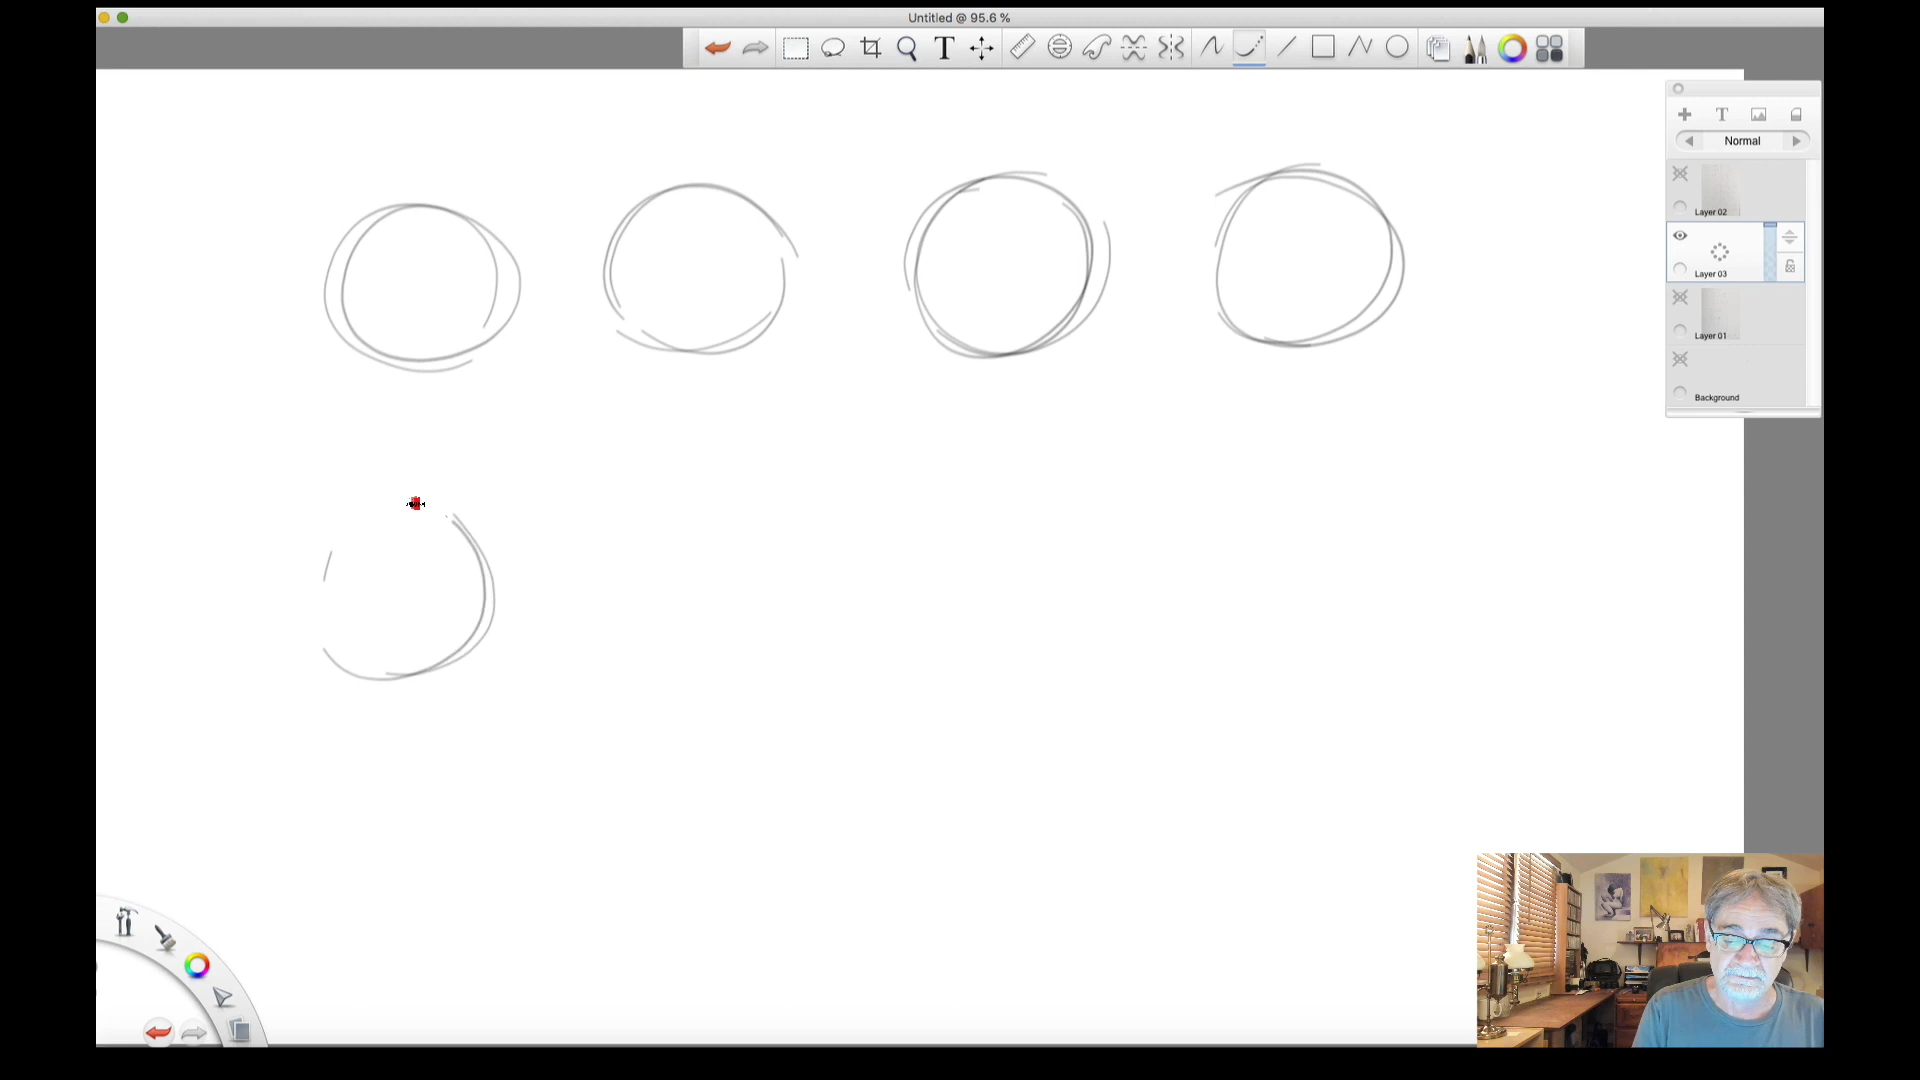 Untitled @ 95.6 %
T
T
Normal
Layer 02
Layer 03
Layer 01
Background